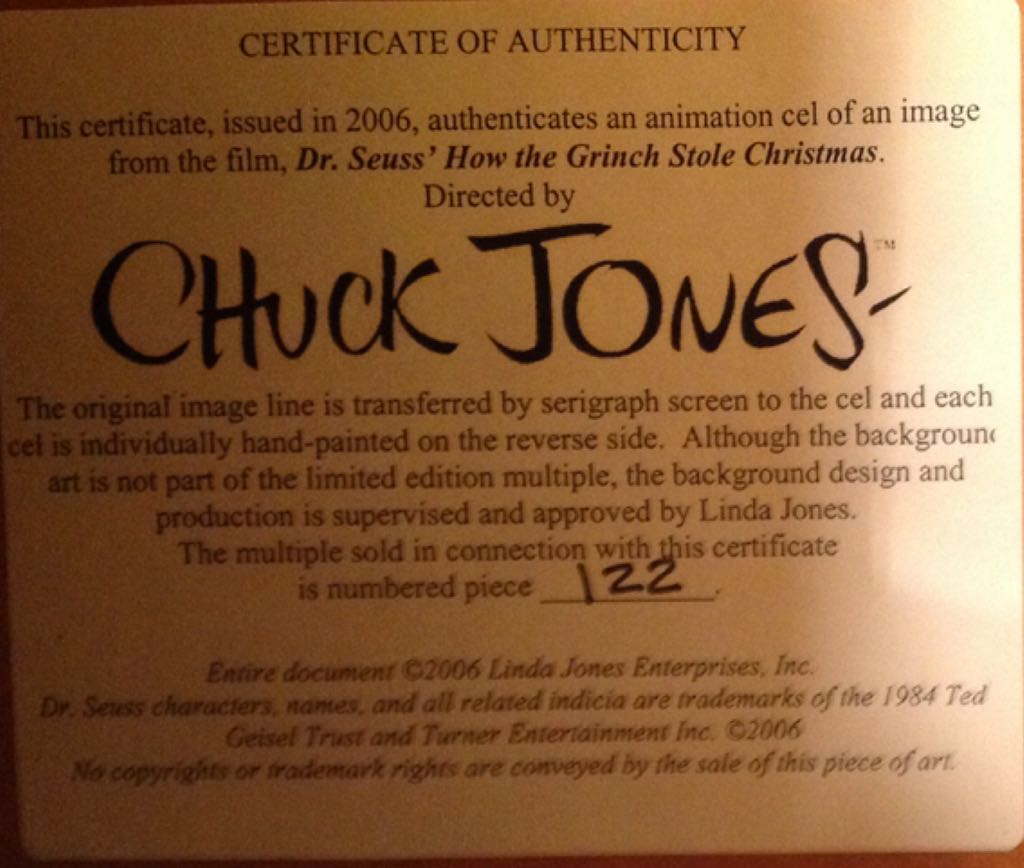 CERTIFICATE OF AUTHENTICITY
This certificate, issued in 2006, authenticates an animation cel of an image
from the film, Dr. Seuss' How the Grinch Stole Christmas.
Directed by
CHUCK JONES™
The original image line is transferred by serigraph screen to the cel and each
cel is individually hand-painted on the reverse side. Although the background
art is not part of the limited edition multiple, the background design and
production is supervised and approved by Linda Jones.
The multiple sold in connection with this certificate
is numbered piece 122.
Entire document ©2006 Linda Jones Enterprises, Inc.
Dr. Seuss characters, names, and all related indicia are trademarks of the 1984 Ted
Geisel Trust and Turner Entertainment Inc. ©2006
No copyrights or trademark rights are conveyed by the sale of this piece of art.